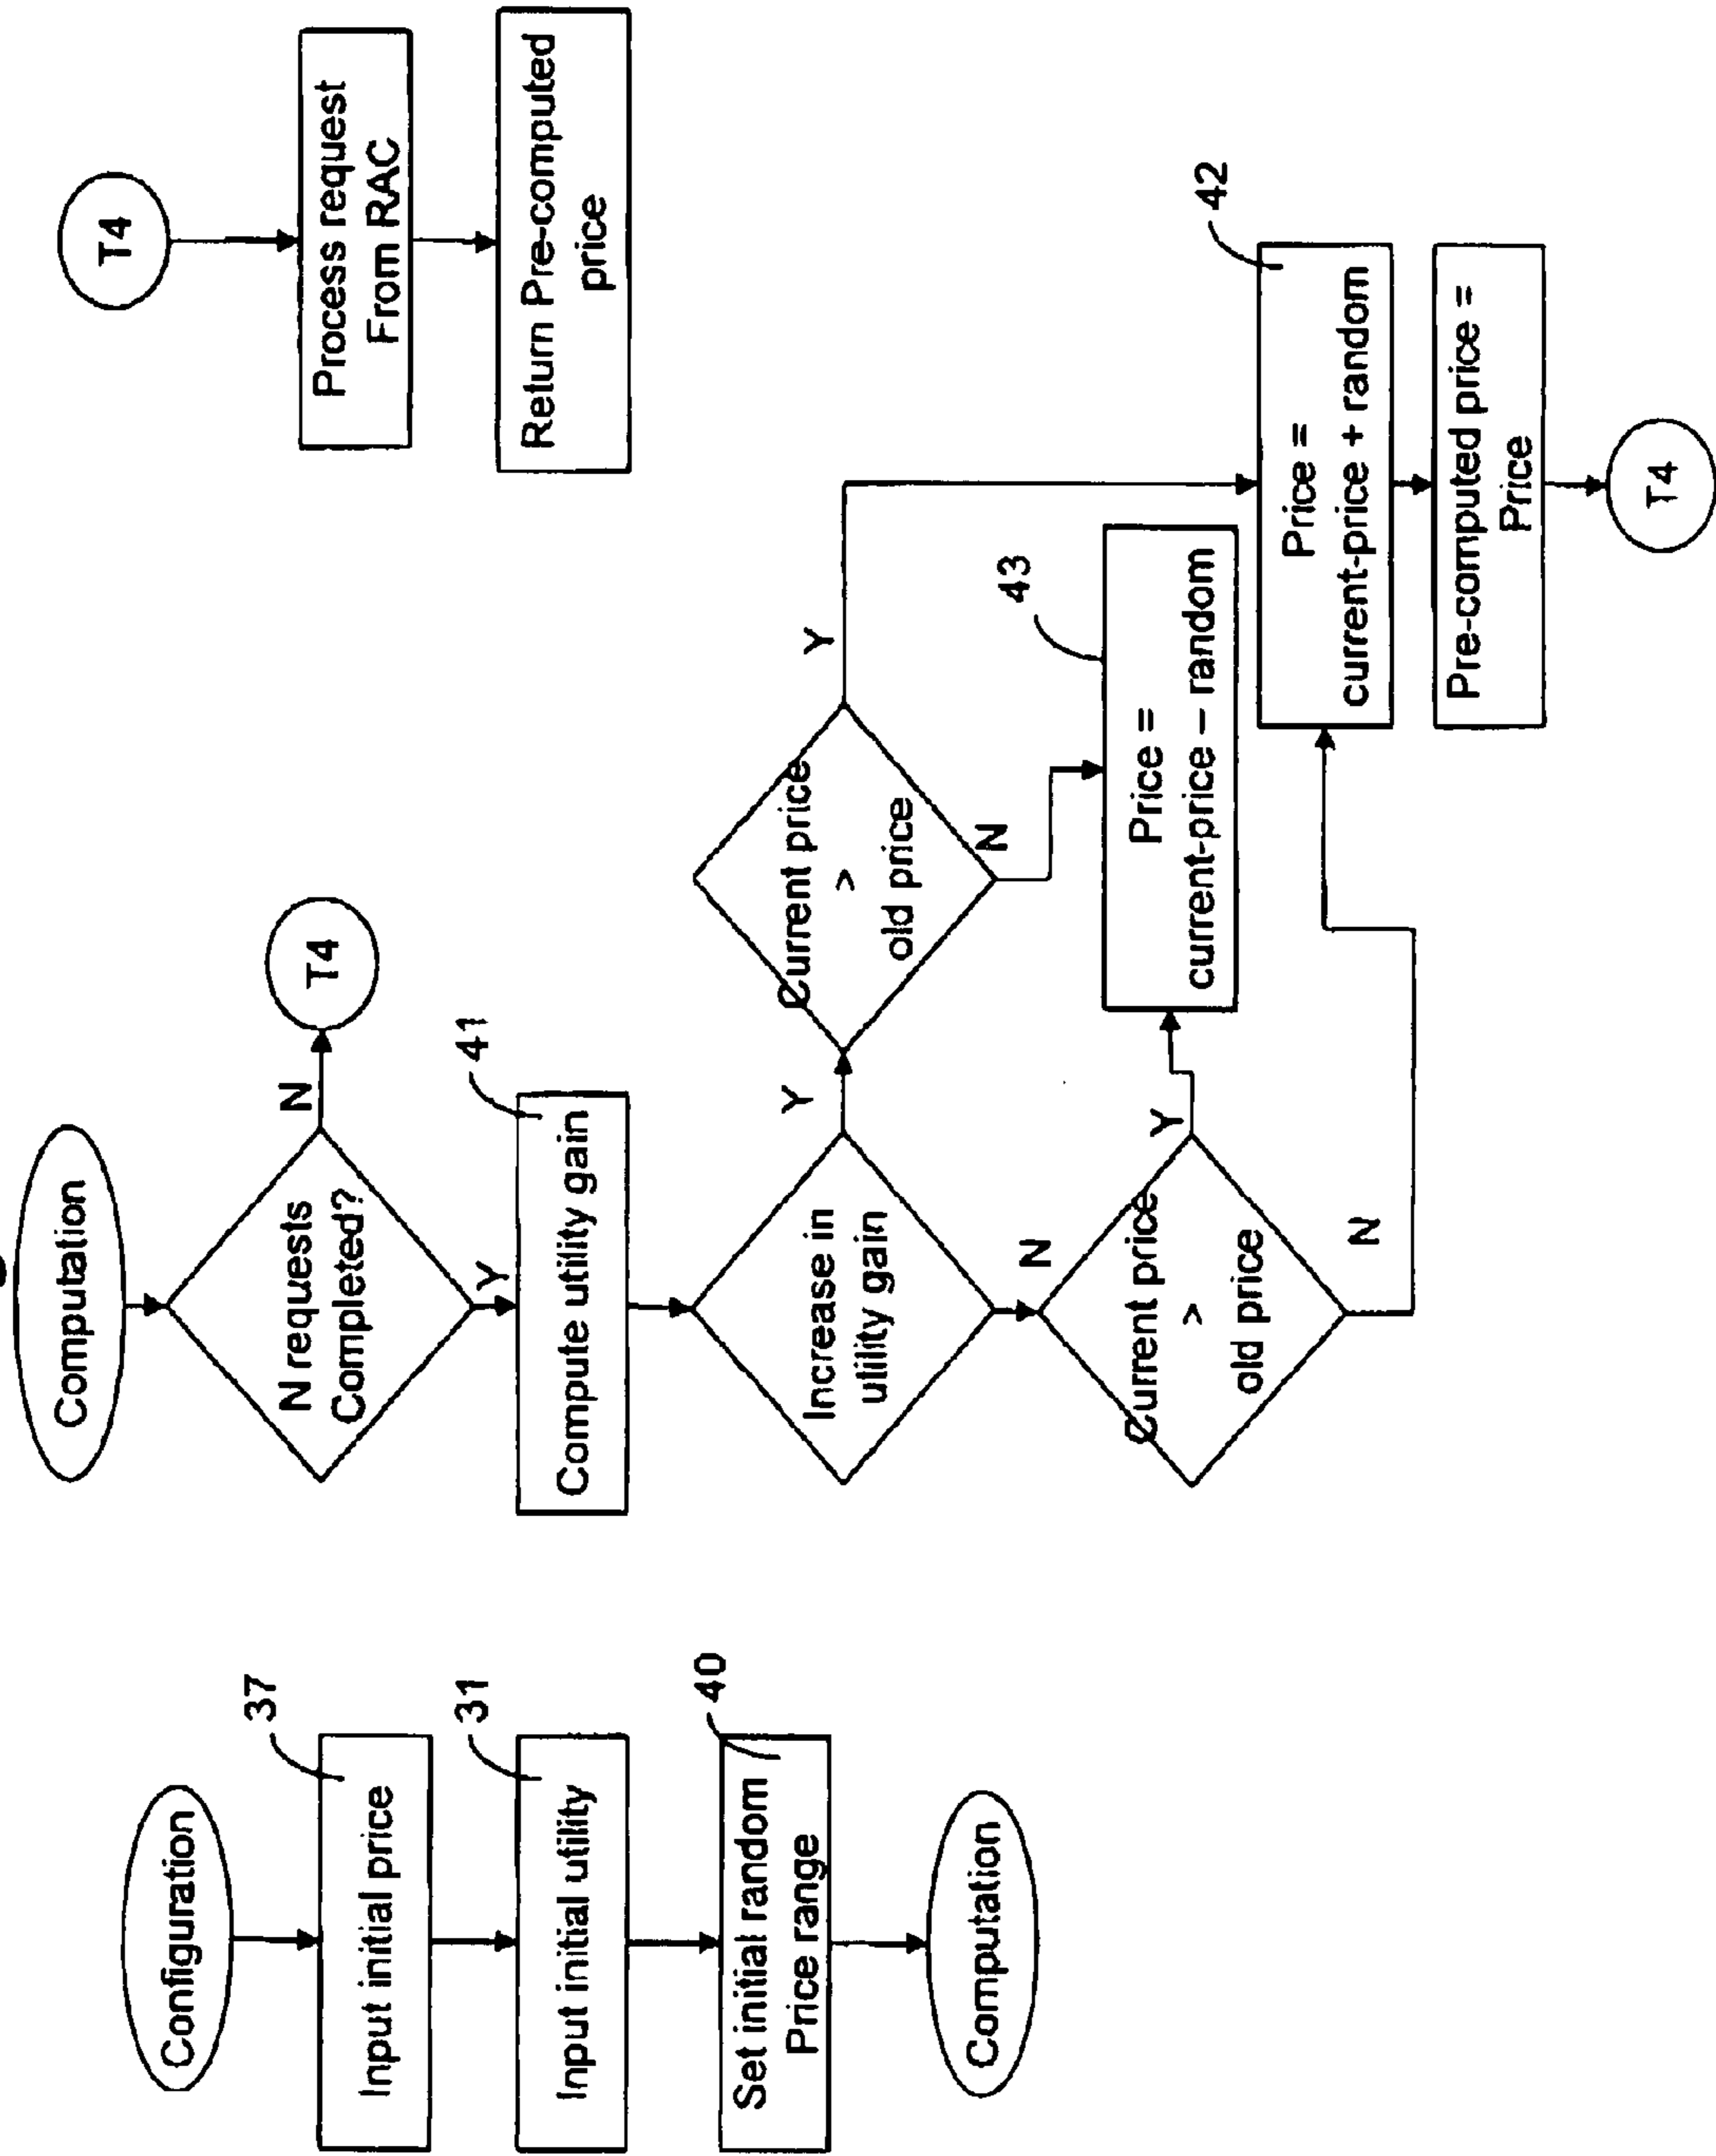 Configuration
37
Input initial price
31
Input initial utility
40
Set initial random
Price range
Computation
Computation
N requests
Completed?
N
T4
Y
41
Compute utility gain
Increase in
utility gain
Y
Current price
>
old price
Y
N
N
Current price
>
old price
Y
N
43
Price =
current-price – random
42
Price =
current-price + random
Pre-computed price =
Price
T4
T4
Process request
From RAC
Return Pre-computed
price